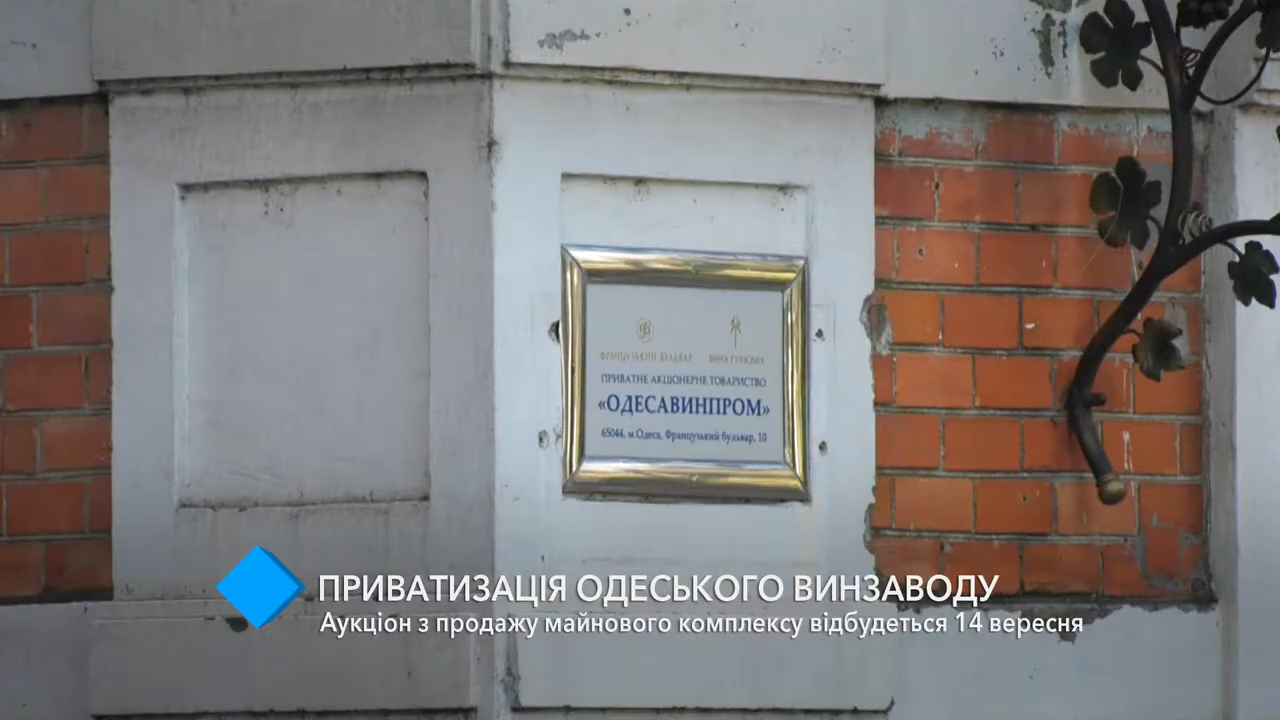 ФРАНЦУЗЬКИЙ БУЛЬВАР ВИНА ГУЛІЄВИХ
ПРИВАТНЕ АКЦІОНЕРНЕ ТОВАРИСТВО
«ОДЕСАВИНПРОМ»
65044, м.Одеса, Французький бульвар, 10
ПРИВАТИЗАЦІЯ ОДЕСЬКОГО ВИНЗАВОДУ
Аукціон з продажу майнового комплексу відбудеться 14 вересня